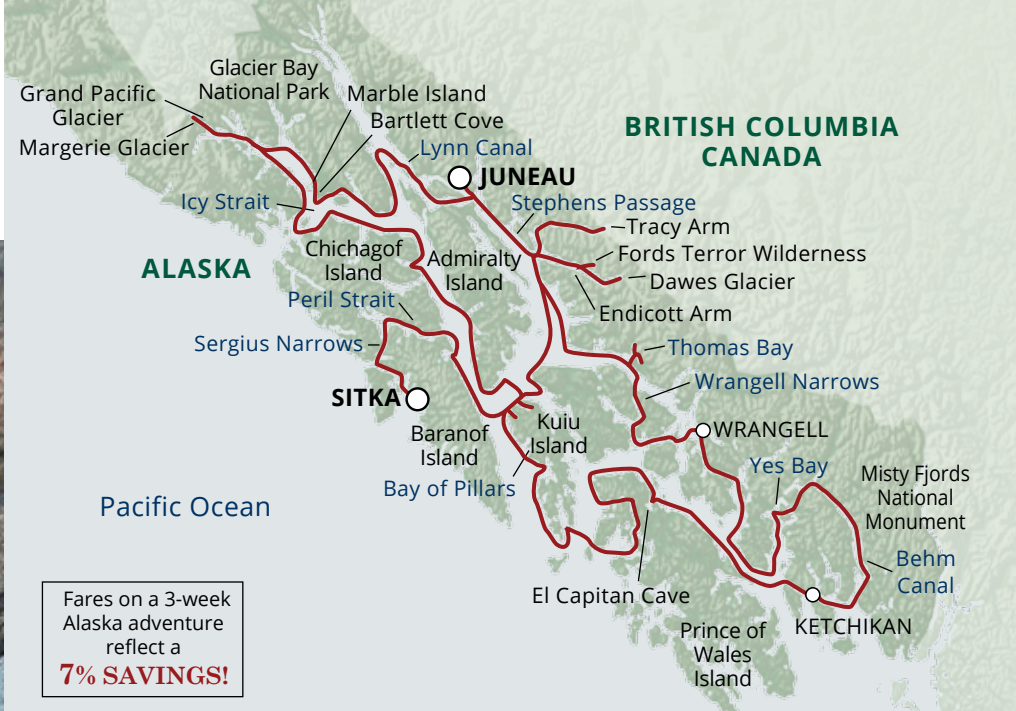 Glacier Bay
National Park
Grand Pacific
Glacier
Margerie Glacier
Marble Island
Bartlett Cove
Lynn Canal
BRITISH COLUMBIA
CANADA
JUNEAU
Icy Strait
Stephens Passage
Tracy Arm
Fords Terror Wilderness
Dawes Glacier
Endicott Arm
Chichagof
Island
Admiralty
Island
ALASKA
Peril Strait
Sergius Narrows
Thomas Bay
Wrangell Narrows
SITKA
Baranof
Island
Kuiu
Island
WRANGELL
Bay of Pillars
Yes Bay
Misty Fjords
National
Monument
Pacific Ocean
Behm
Canal
El Capitan Cave
KETCHIKAN
Prince of
Wales
Island
Fares on a 3-week
Alaska adventure
reflect a
7% SAVINGS!